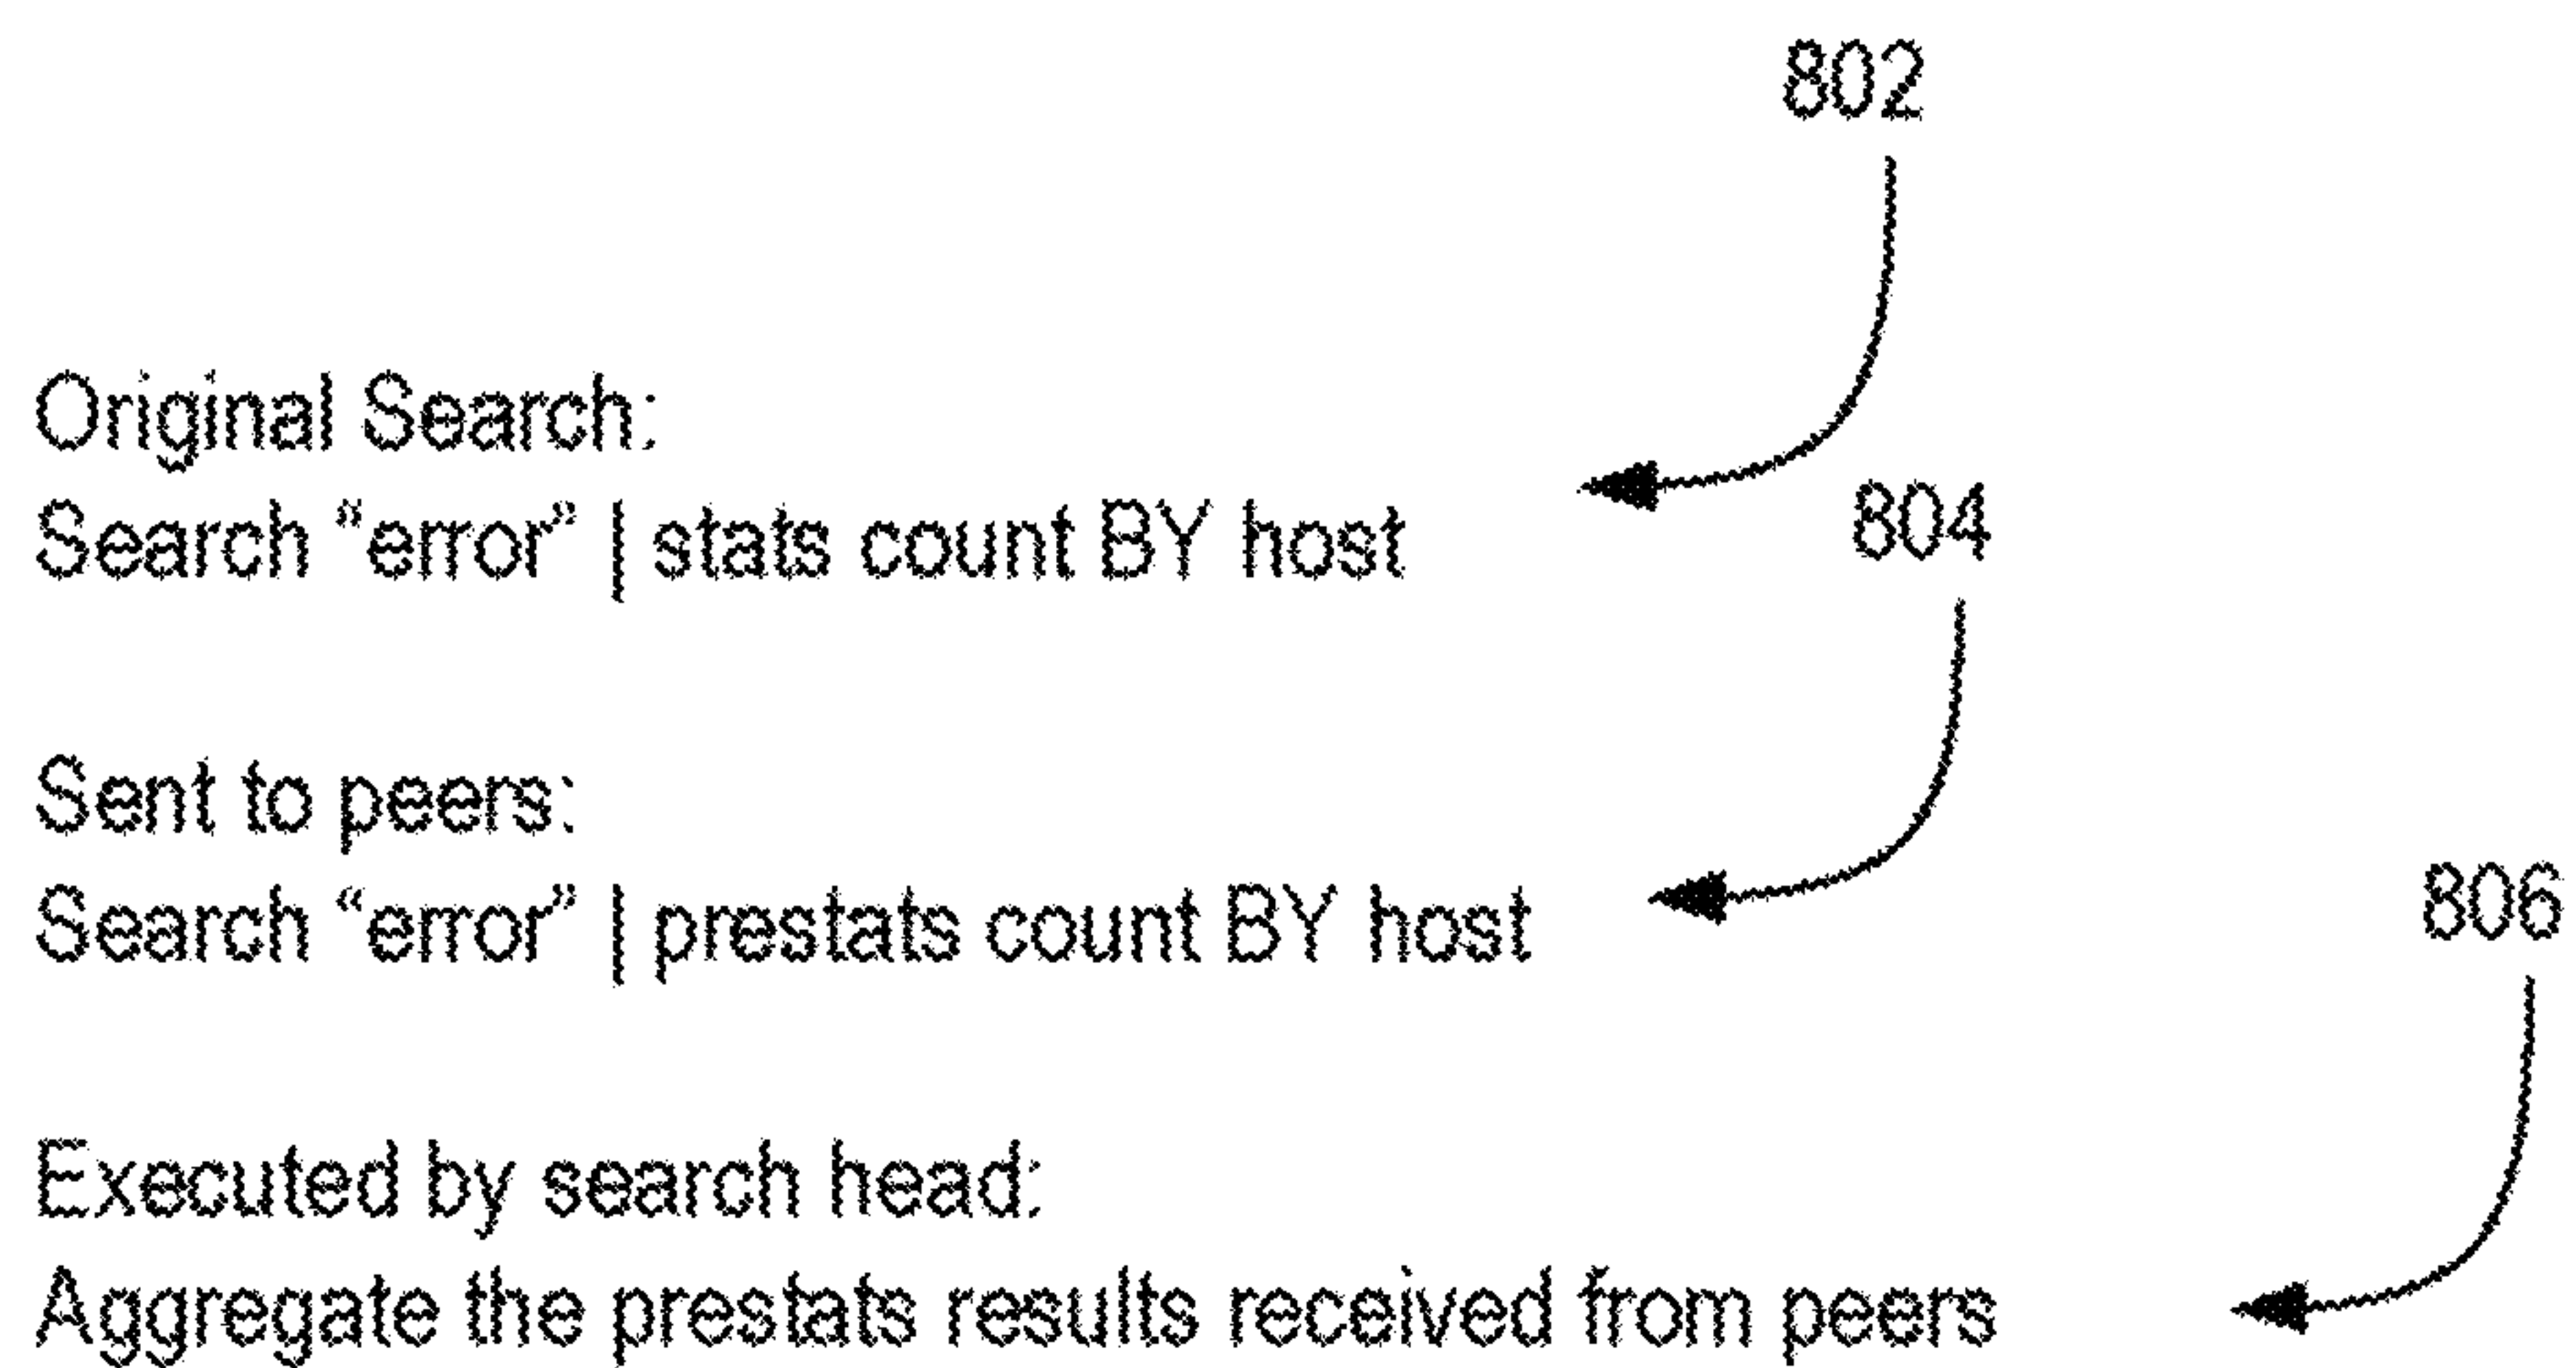 802
Original Search:
Search “error” | stats count BY host
804
Sent to peers:
Search “error” | prestats count BY host
806
Executed by search head:
Aggregate the prestats results received from peers